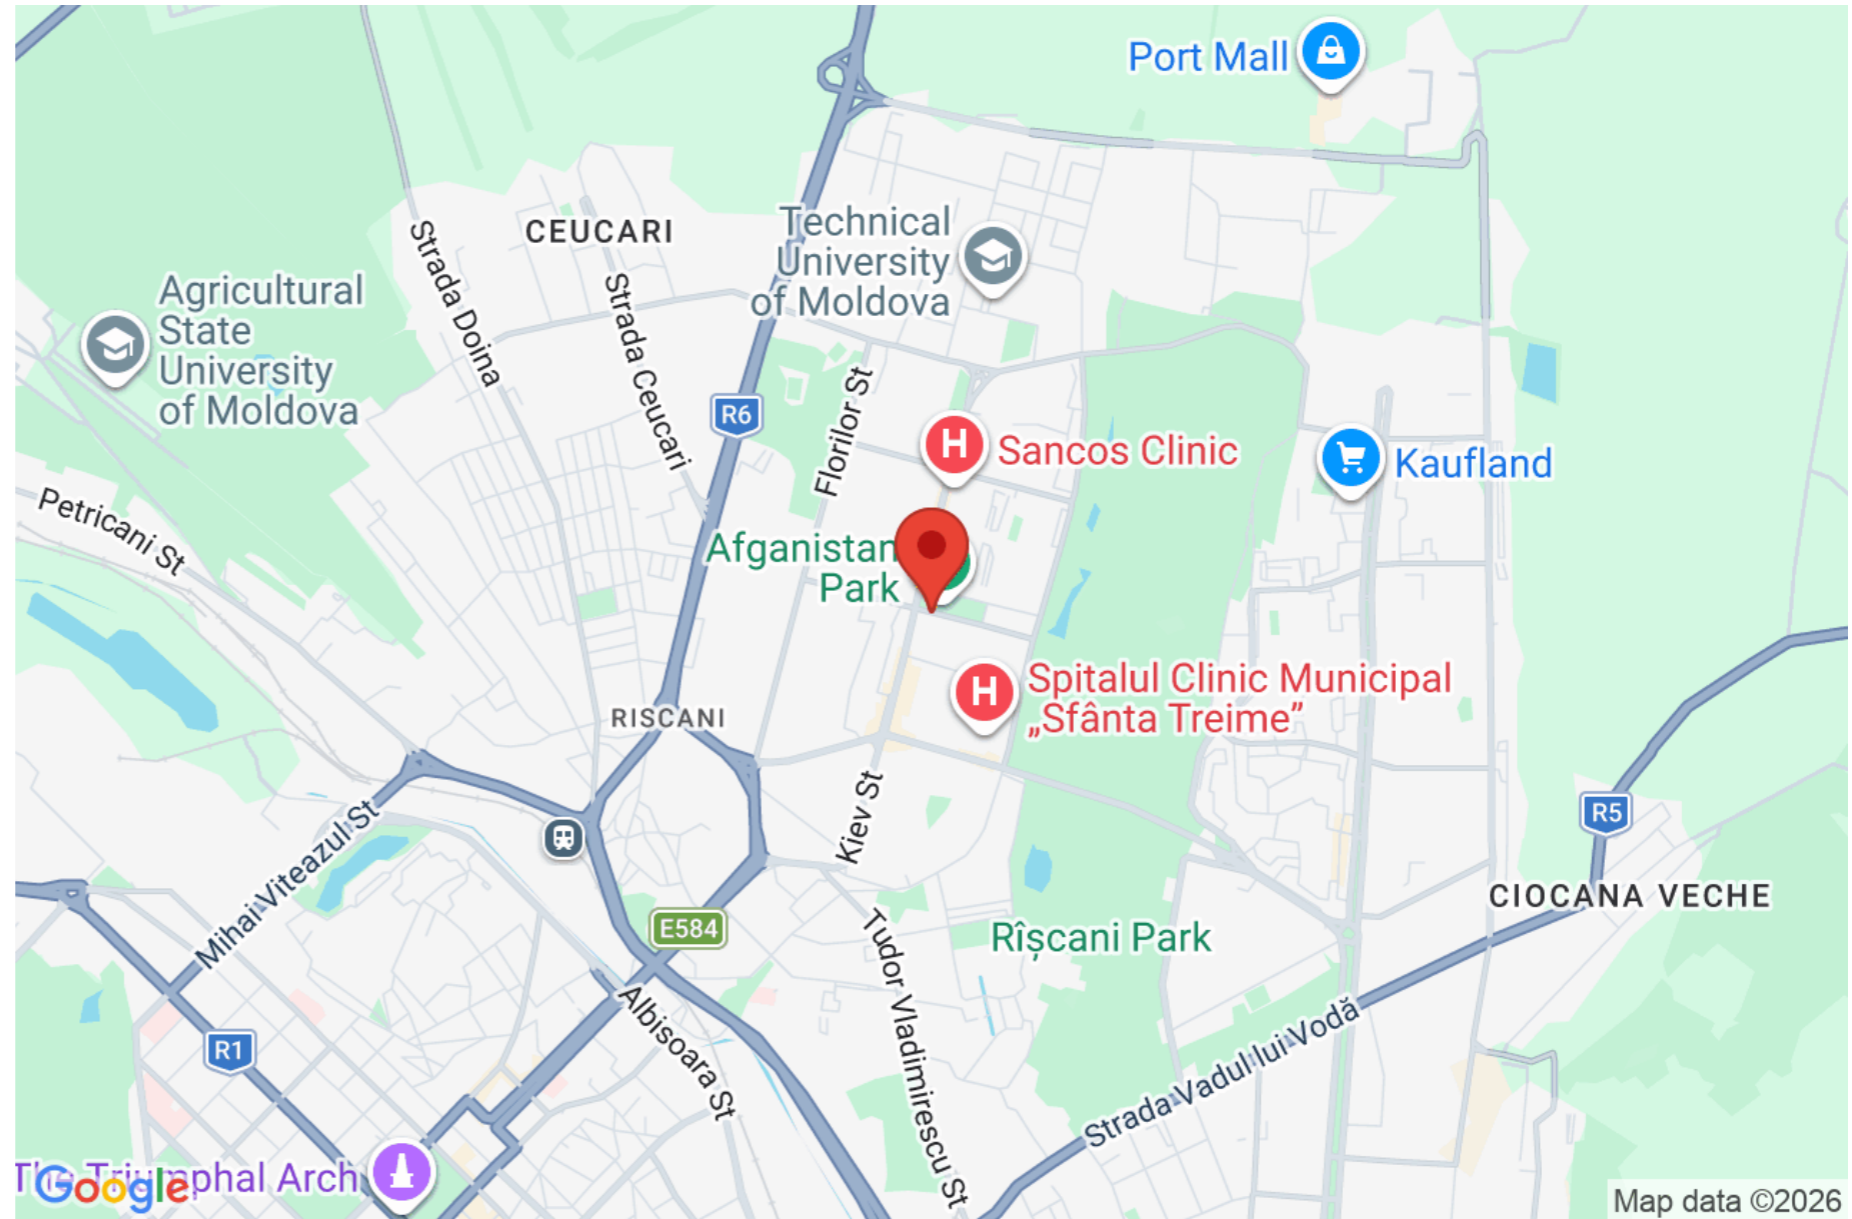 Port Mall
CEUCARI
Technical
University
of Moldova
Agricultural
State
University
of Moldova
Strada Doina
Strada Ceucari
R6
Florilor St
Sancos Clinic
Kaufland
Petricani St
Afganistan
Park
Spitalul Clinic Municipal
„Sfânta Treime”
RISCANI
Kiev St
R5
Mihai Viteazul St
CIOCANA VECHE
E584
Rîșcani Park
Tudor Vladimirescu St
Albisoara St
R1
Strada Vadul lui Vodă
The Triumphal Arch
Google
Map data ©2026